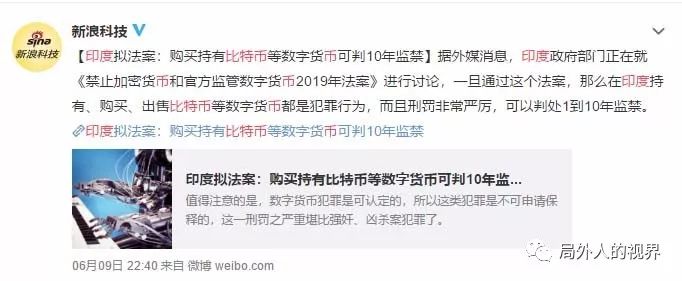 sina
新浪科技
新浪科技 V
【印度拟法案：购买持有比特币等数字货币可判10年监禁】据外媒消息，印度
政府部门正在就《禁止加密货币和官方监管数字货币2019年法案》进行讨论，一旦通过这个法案，那么在印度持
有、购买、出售比特币等数字货币都是犯罪行为，而且刑罚非常严厉，可以判处1到10年监禁。
印度拟法案：购买持有比特币等数字货币可判10年监禁
印度拟法案：购买持有比特币等数字货币可判10年监...
值得注意的是，数字货币犯罪是可认定的，所以这类犯罪是不可申请保
释的，这一刑罚之严重堪比强奸、凶杀案犯罪了。
06月09日 22:40 来自 微博 weibo.com
局外人的视界